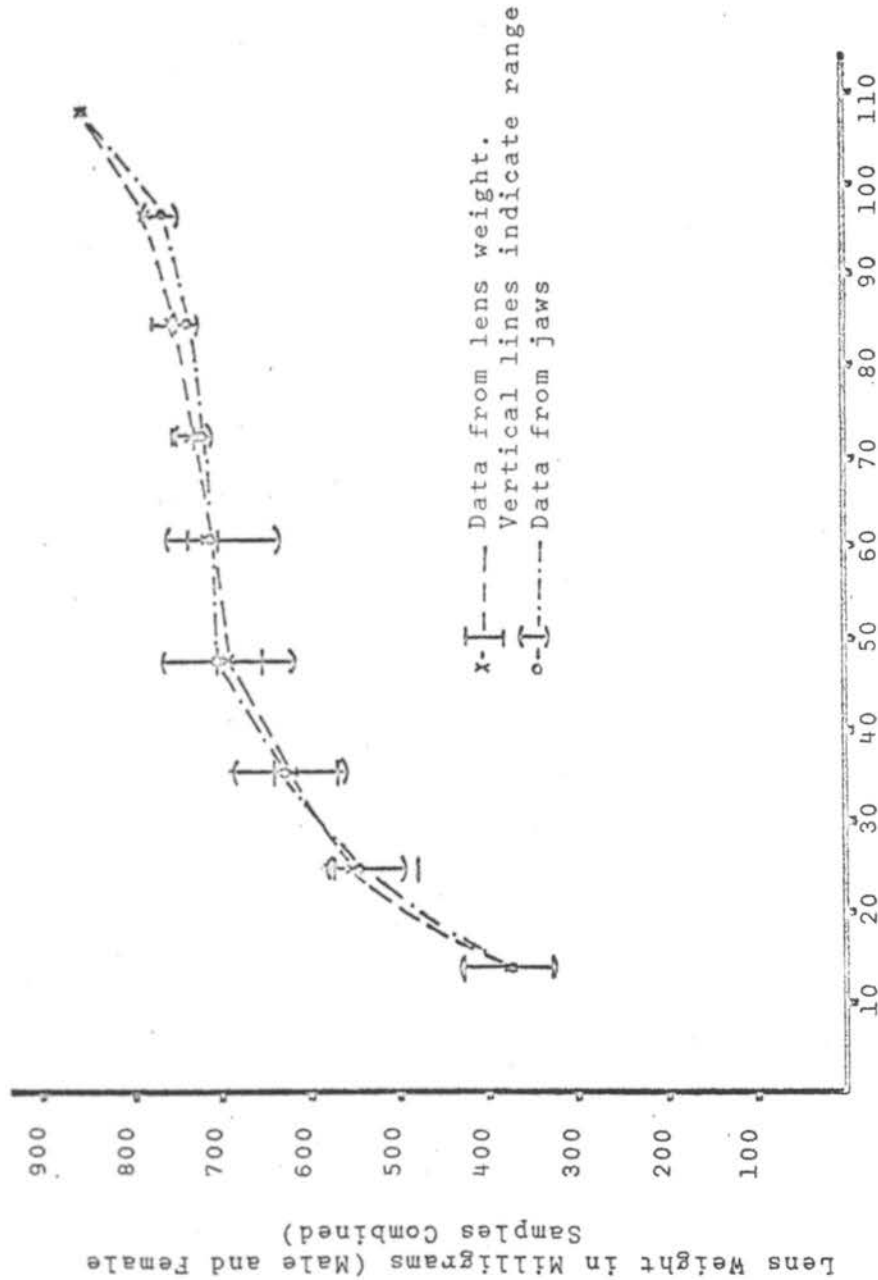 Lens Weight in Milligrams (Male and Female
Samples Combined)
900
800
700
600
500
400
300
200
100
x- Data from lens weight.
Vertical lines indicate range
o- Data from jaws
10 20 30 40 50 60 70 80 90 100 110